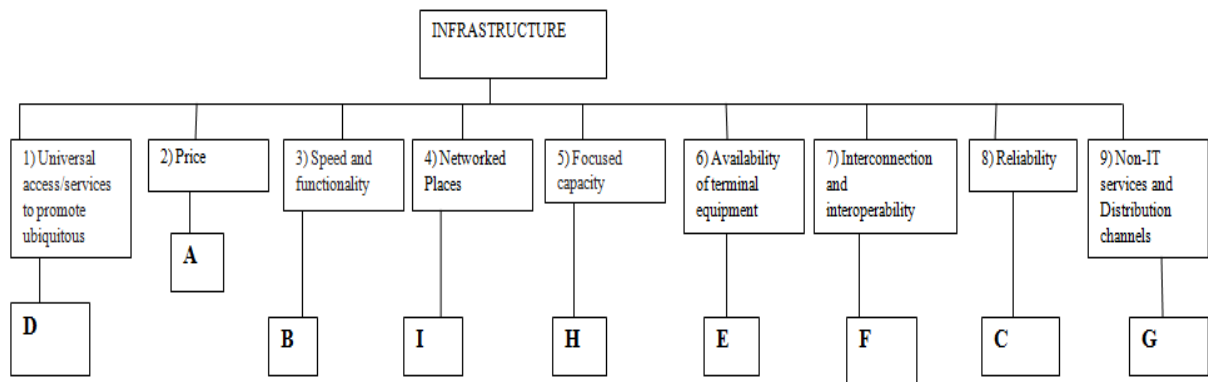 INFRASTRUCTURE
1) Universal
access/services
to promote
ubiquitous
2) Price
3) Speed and
functionality
4) Networked
Places
5) Focused
capacity
6) Availability
of terminal
equipment
7) Interconnection
and
interoperability
8) Reliability
9) Non-IT
services and
Distribution
channels
A
D
B
I
H
E
F
C
G